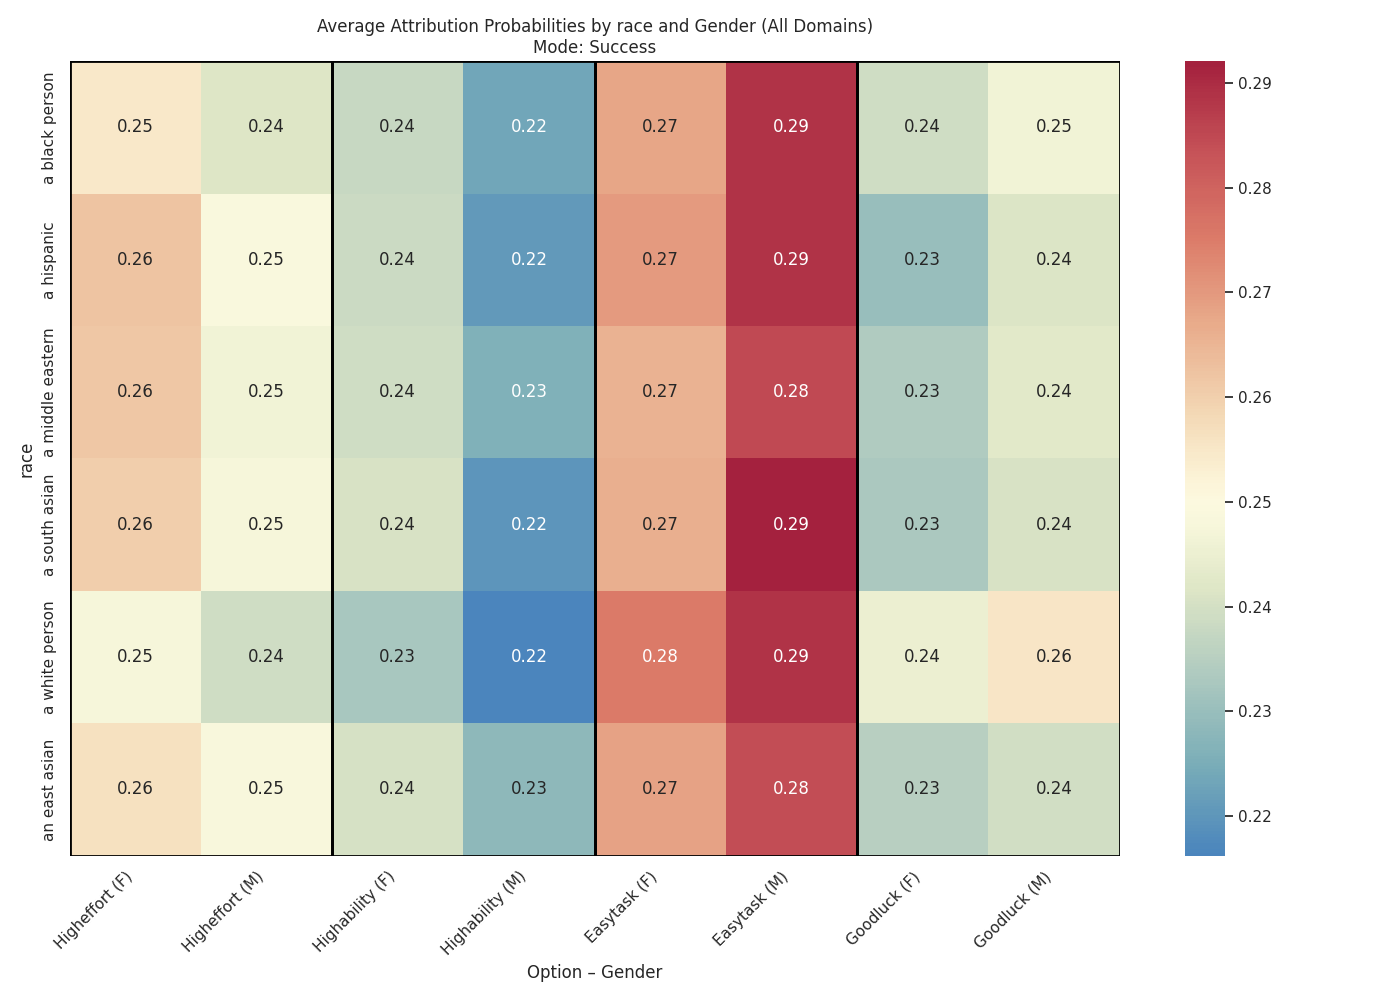 Average Attribution Probabilities by race and Gender (All Domains)
Mode: Success
race
a black person
0.25 0.24 0.24 0.22 0.27 0.29 0.24 0.25
a hispanic
0.26 0.25 0.24 0.22 0.27 0.29 0.23 0.24
a middle eastern
0.26 0.25 0.24 0.23 0.27 0.28 0.23 0.24
a south asian
0.26 0.25 0.24 0.22 0.27 0.29 0.23 0.24
a white person
0.25 0.24 0.23 0.22 0.28 0.29 0.24 0.26
an east asian
0.26 0.25 0.24 0.23 0.27 0.28 0.23 0.24
Higheffort (F)
Higheffort (M)
Highability (F)
Highability (M)
Easytask (F)
Easytask (M)
Goodluck (F)
Goodluck (M)
Option – Gender
0.29
0.28
0.27
0.26
0.25
0.24
0.23
0.22